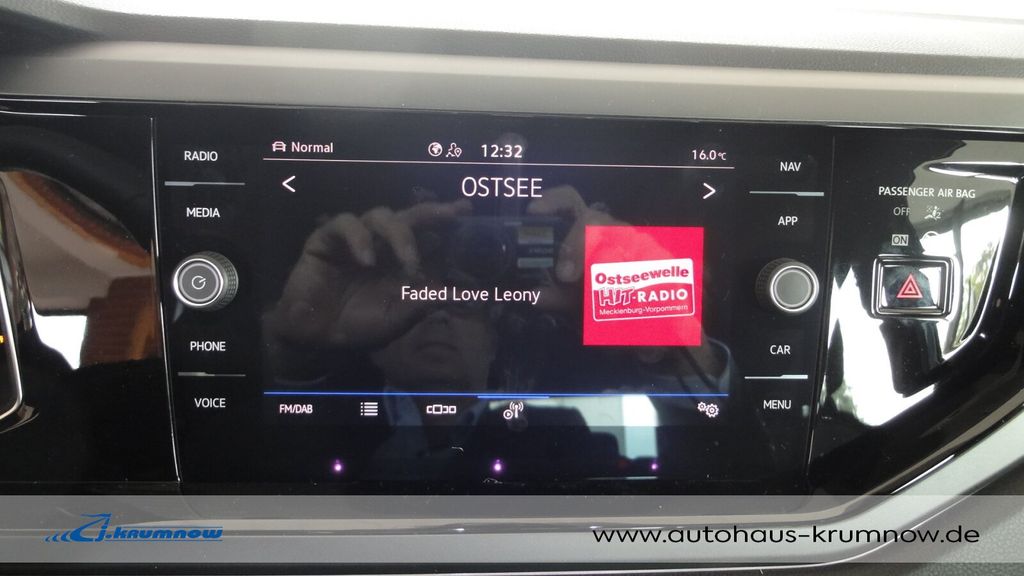 Normal
12:32
16.0°C
RADIO
NAV
OSTSEE
PASSENGER AIR BAG
MEDIA
APP
OFF
ON
Ostseewelle
HIT-RADIO
Mecklenburg-Vorpommern
Faded Love Leony
PHONE
CAR
VOICE
FM/DAB
MENU
J.KRUMNOW
www.autohaus-krumnow.de